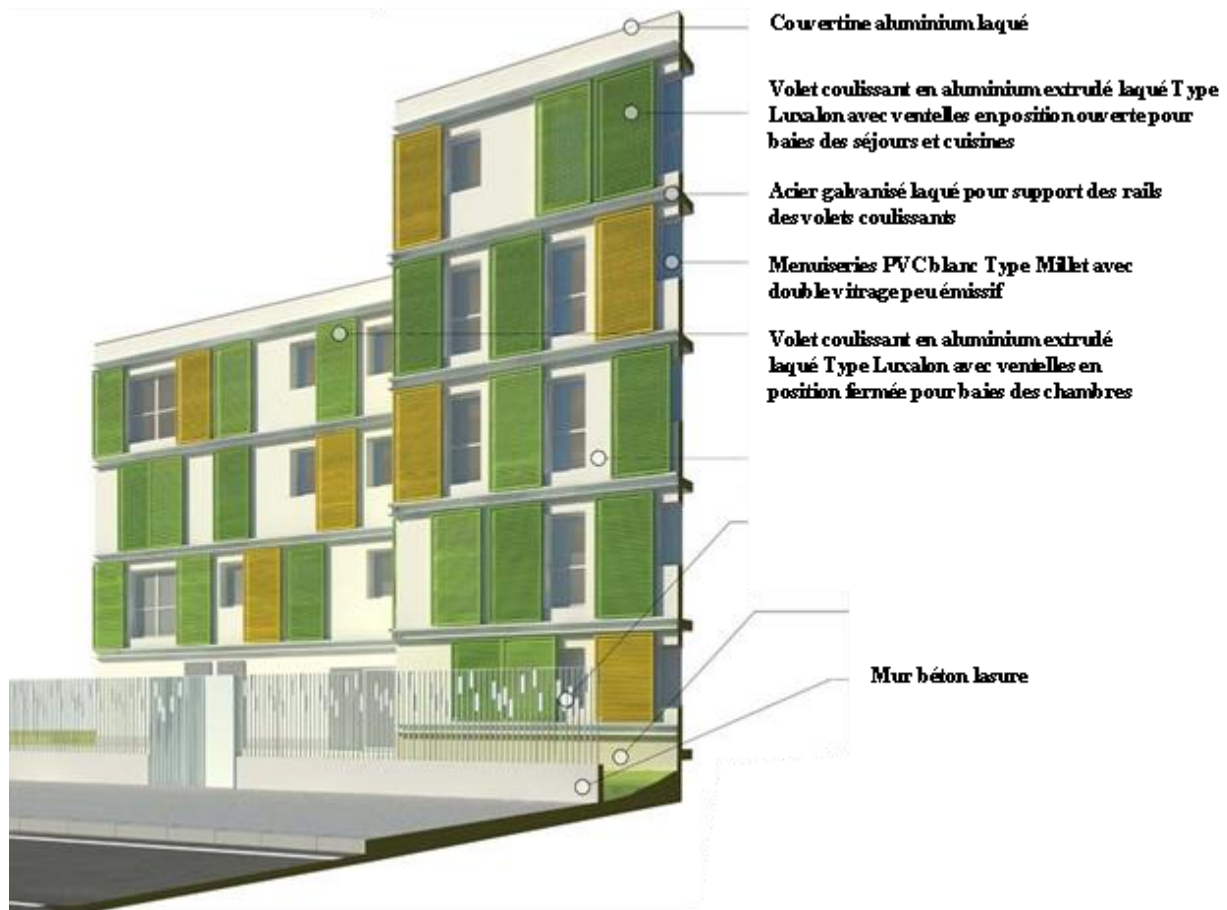 Couvertine aluminium laqué
Volet coulissant en aluminium extrudé laqué Type
Luxalon avec ventelles en position ouverte pour
baies des séjours et cuisines
Acier galvanisé laqué pour support des rails
des volets coulissants
Menuiseries PVC blanc Type Millet avec
double vitrage peu émissif
Volet coulissant en aluminium extrudé
laqué Type Luxalon avec ventelles en
position fermée pour baies des chambres
Mur béton lasure